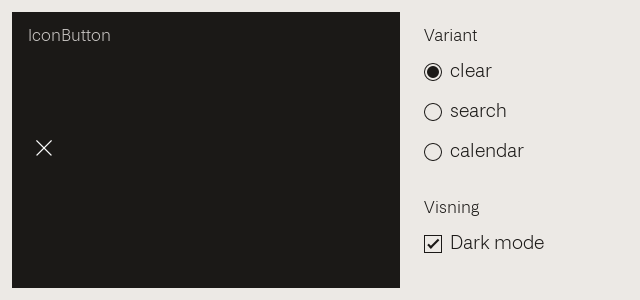 IconButton
Variant
clear
search
calendar
Visning
Dark mode